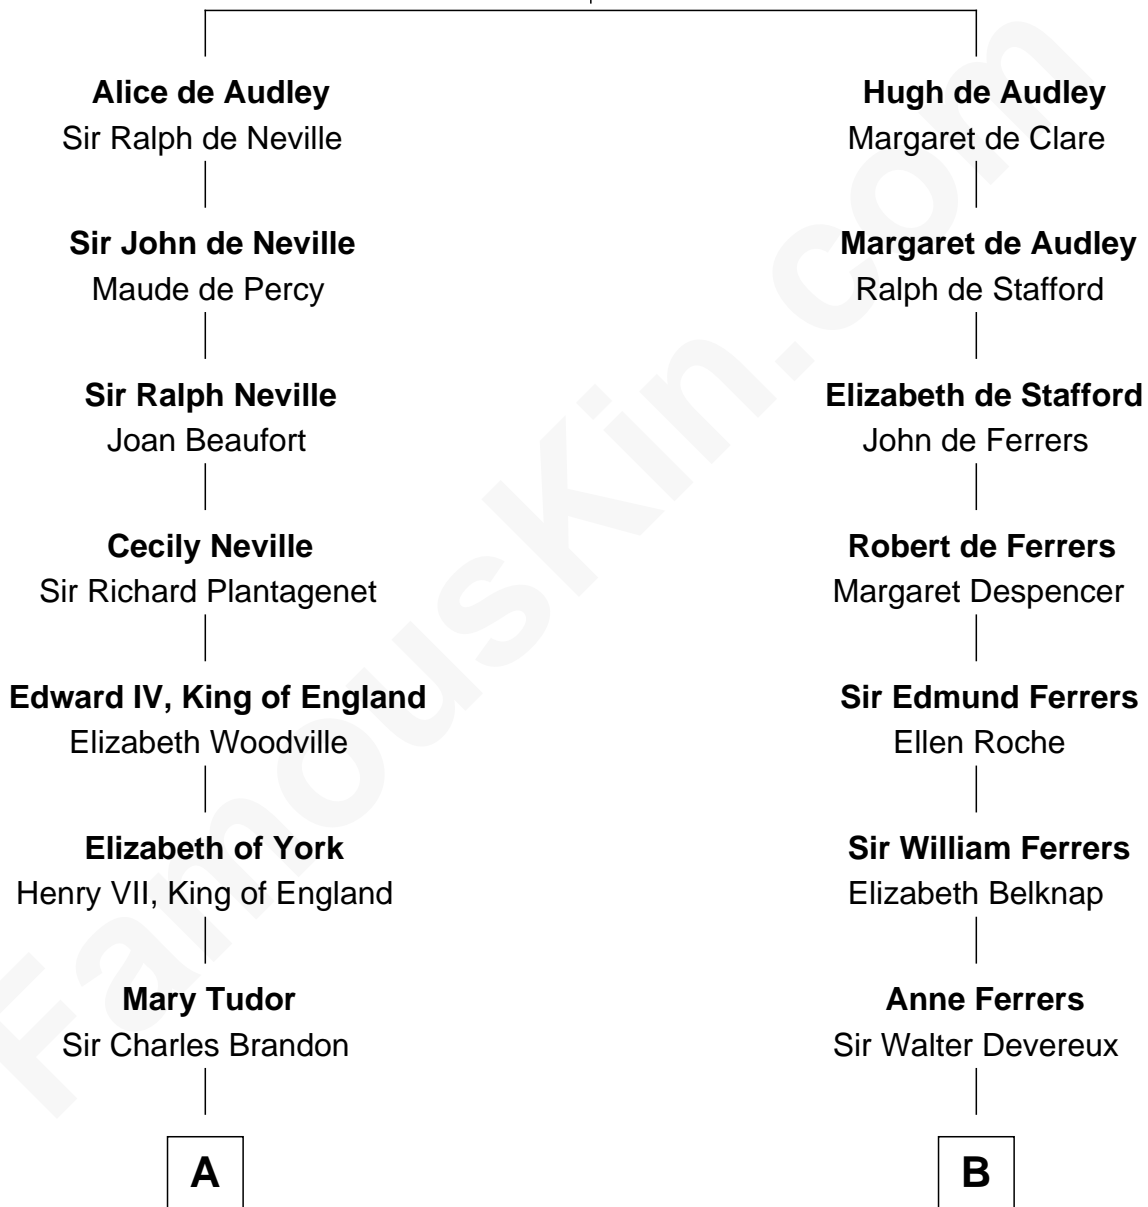 Alice de Audley
Sir Ralph de Neville
Sir John de Neville
Maude de Percy
Sir Ralph Neville
Joan Beaufort
Cecily Neville
Sir Richard Plantagenet
Edward IV, King of England
Elizabeth Woodville
Elizabeth of York
Henry VII, King of England
Mary Tudor
Sir Charles Brandon
A
Hugh de Audley
Margaret de Clare
Margaret de Audley
Ralph de Stafford
Elizabeth de Stafford
John de Ferrers
Robert de Ferrers
Margaret Despencer
Sir Edmund Ferrers
Ellen Roche
Sir William Ferrers
Elizabeth Belknap
Anne Ferrers
Sir Walter Devereux
B
FamousKin.com